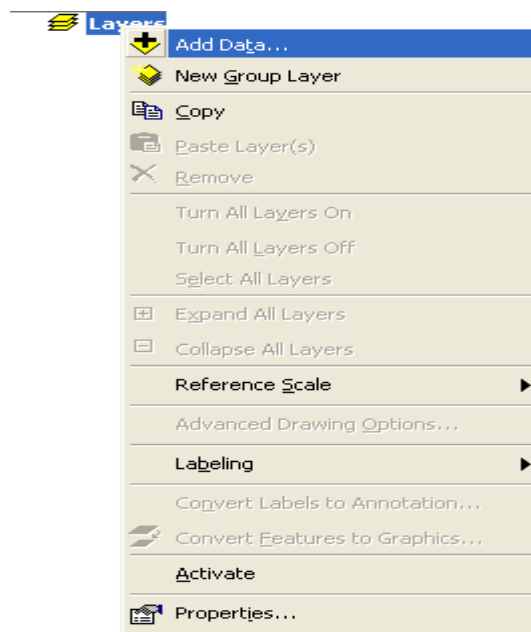 Layers
Add Data...
New Group Layer
Copy
Paste Layer(s)
Remove
Turn All Layers On
Turn All Layers Off
Select All Layers
Expand All Layers
Collapse All Layers
Reference Scale
Advanced Drawing Options...
Labeling
Convert Labels to Annotation...
Convert Features to Graphics...
Activate
Properties...